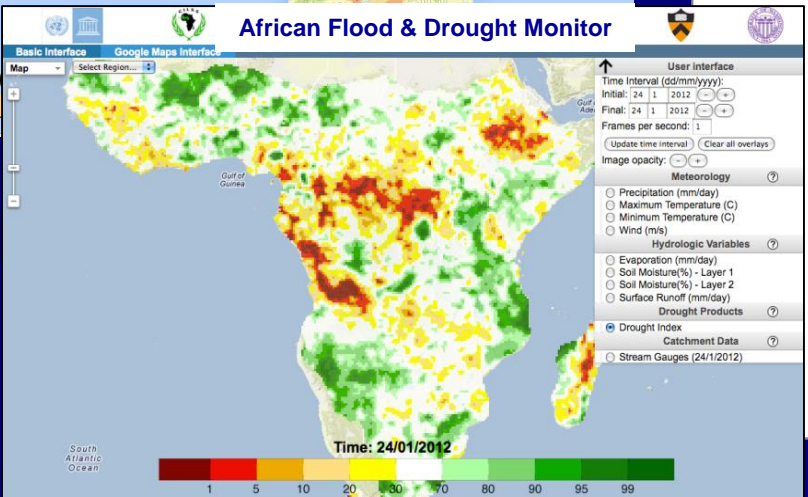 African Flood & Drought Monitor
CILSS
Basic Interface
Google Maps Interface
Map
Select Region...
User interface
Time Interval (dd/mm/yyyy):
Initial: 24 1 2012 - +
Final: 24 1 2012 - +
Frames per second: 1
Update time interval Clear all overlays
Image opacity: - +
Meteorology ?
Precipitation (mm/day)
Maximum Temperature (C)
Minimum Temperature (C)
Wind (m/s)
Hydrologic Variables ?
Evaporation (mm/day)
Soil Moisture(%) - Layer 1
Soil Moisture(%) - Layer 2
Surface Runoff (mm/day)
Drought Products ?
Drought Index
Catchment Data ?
Stream Gauges (24/1/2012)
Gulf of
Guinea
South
Atlantic
Ocean
Time: 24/01/2012
1 5 10 20 30 70 80 90 95 99